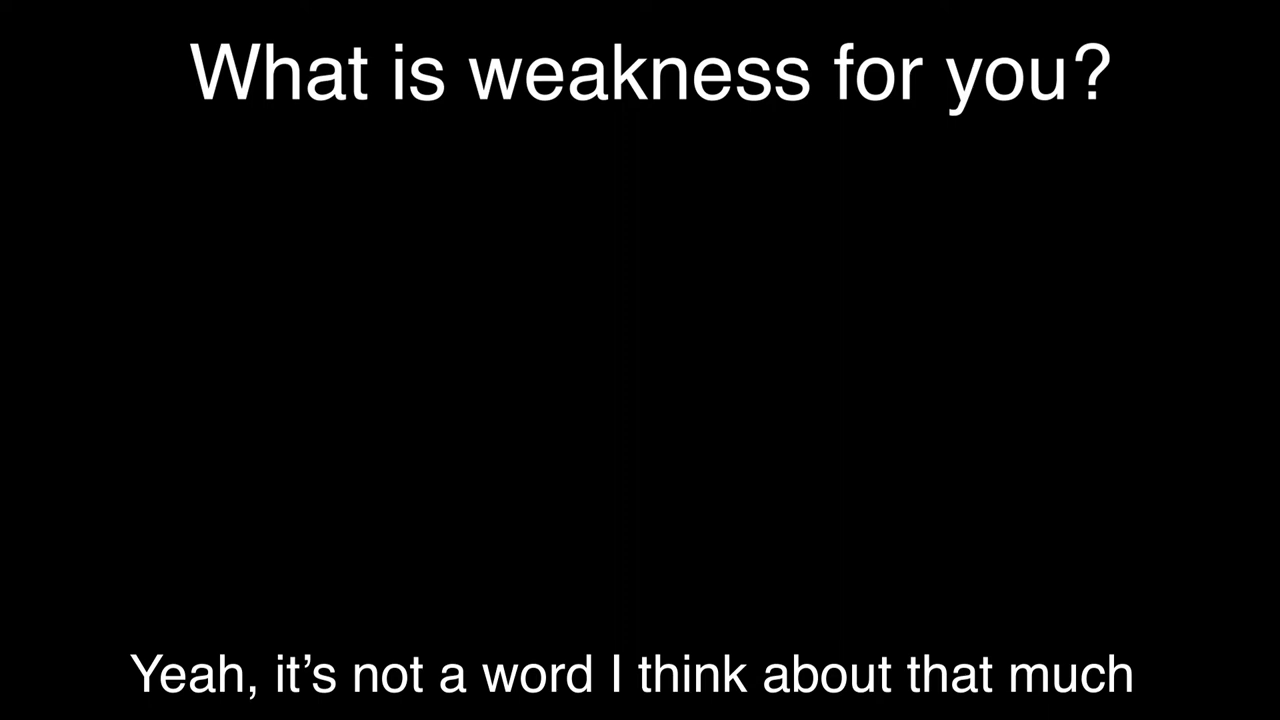 What is weakness for you?
Yeah, it’s not a word I think about that much